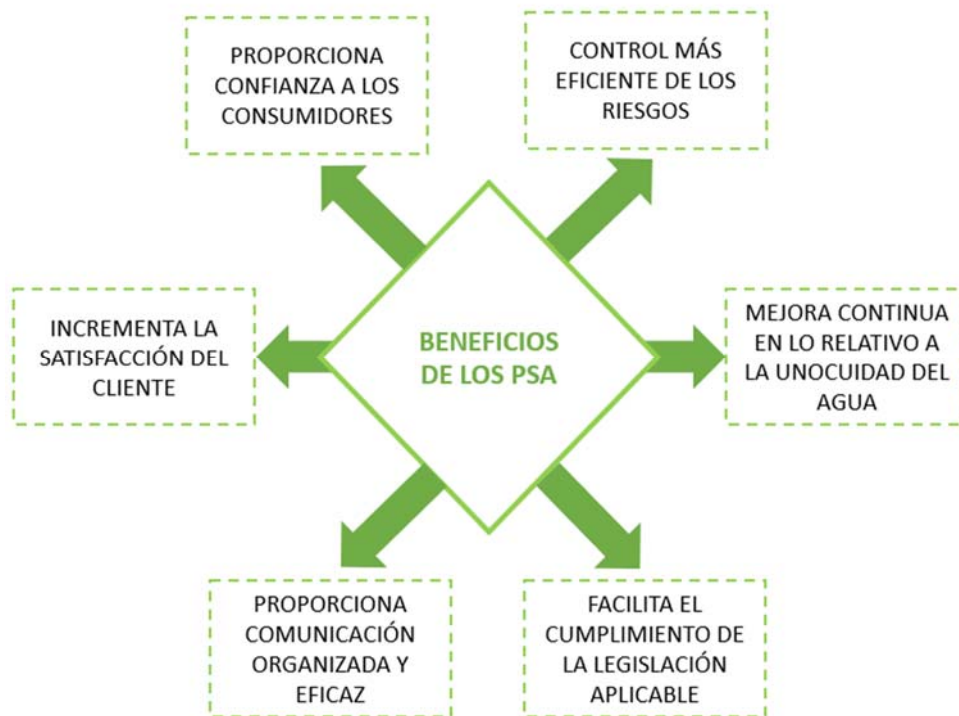 PROPORCIONA
CONFIANZA A LOS
CONSUMIDORES
CONTROL MÁS
EFICIENTE DE LOS
RIESGOS
INCREMENTA LA
SATISFACCIÓN DEL
CLIENTE
BENEFICIOS
DE LOS PSA
MEJORA CONTINUA
EN LO RELATIVO A
LA UNOCUIDAD DEL
AGUA
PROPORCIONA
COMUNICACIÓN
ORGANIZADA Y
EFICAZ
FACILITA EL
CUMPLIMIENTO DE
LA LEGISLACIÓN
APLICABLE